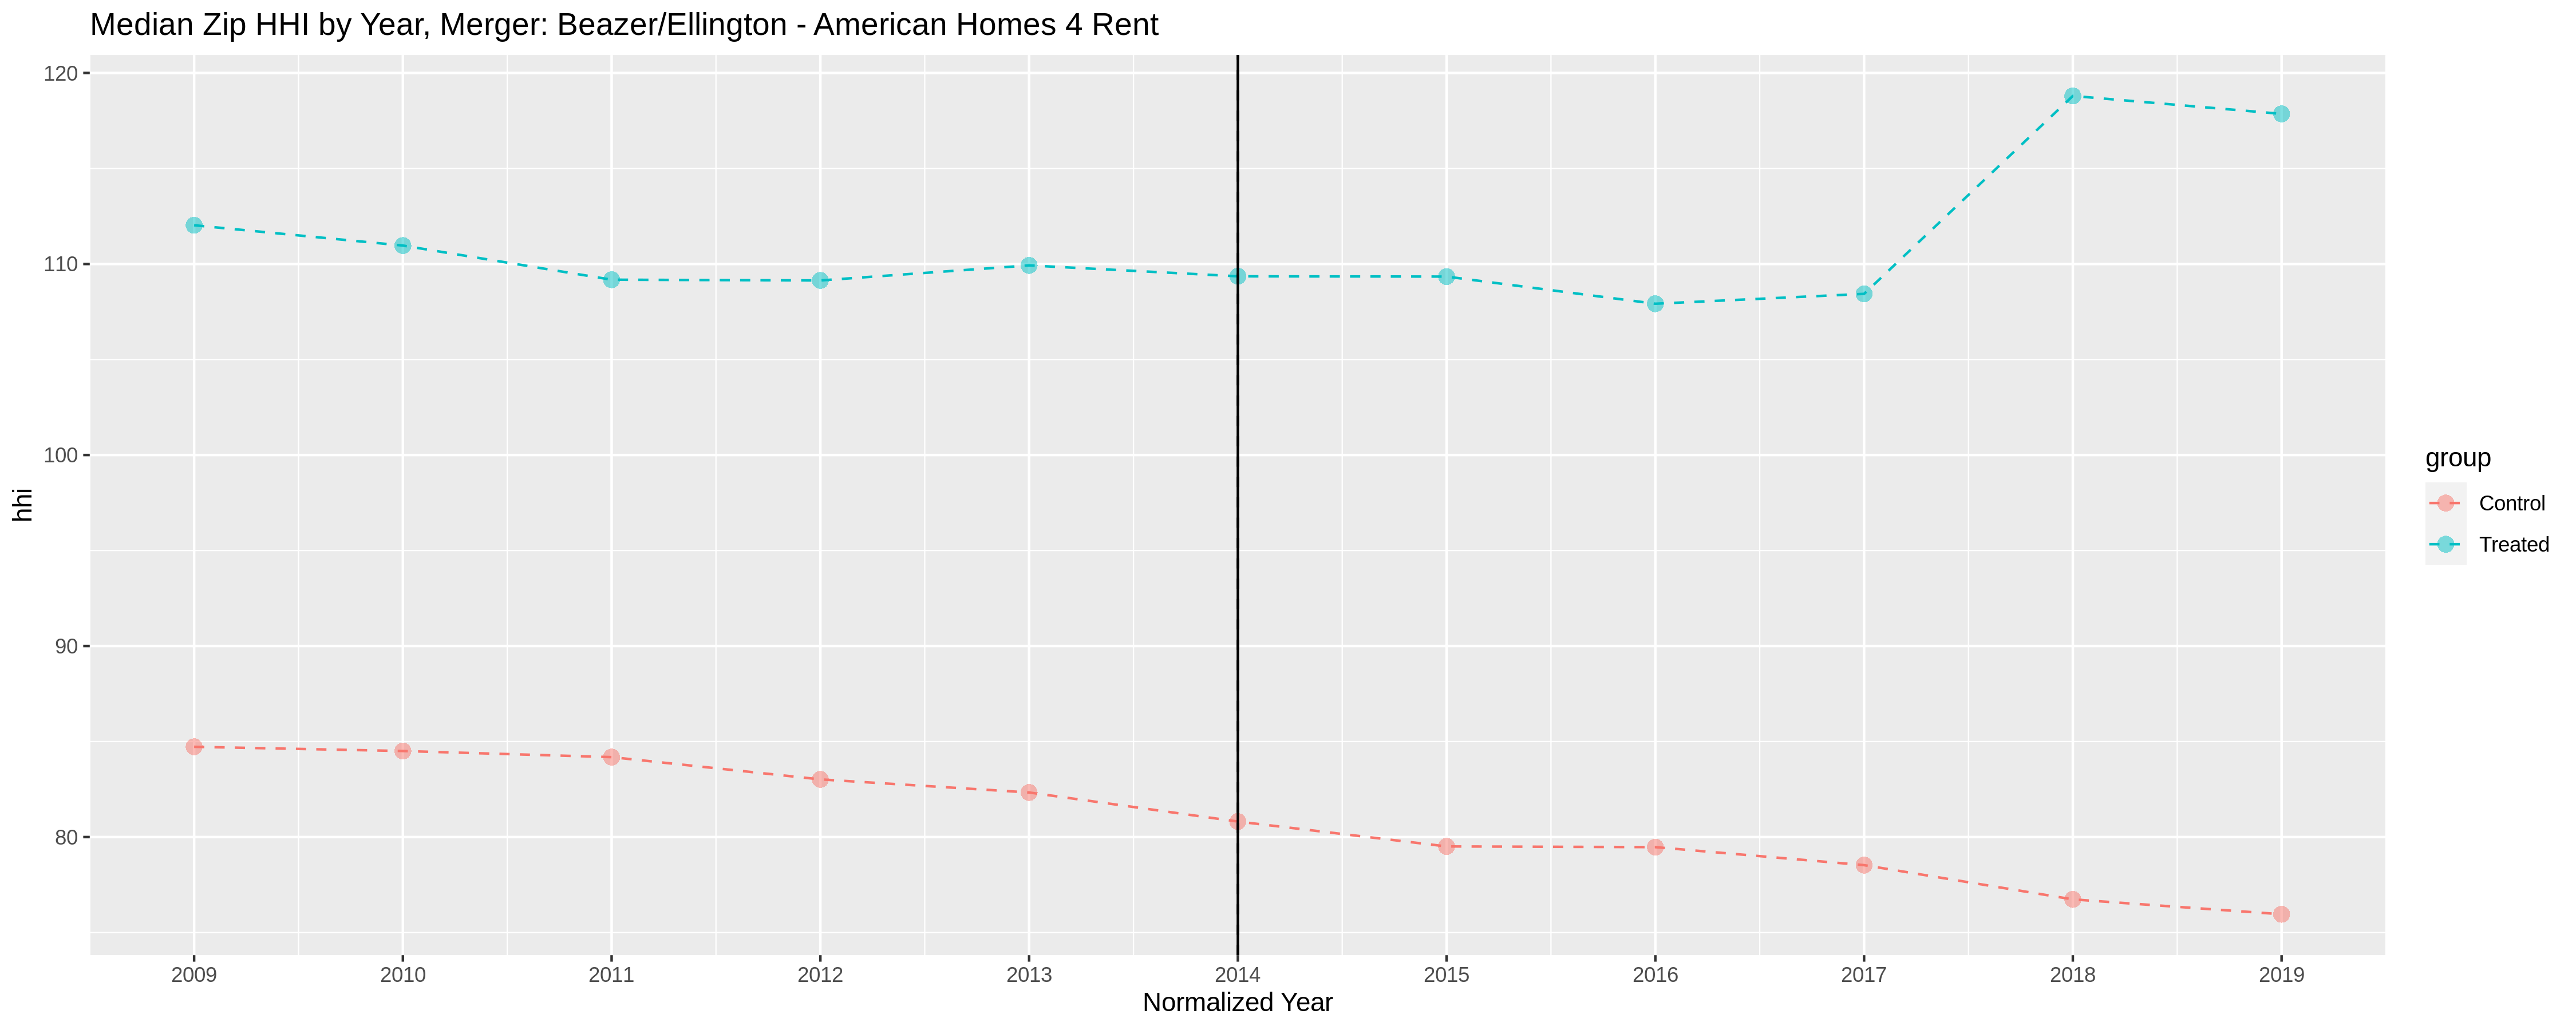 Median Zip HHI by Year, Merger: Beazer/Ellington - American Homes 4 Rent
120
110
100
90
80
hhi
2009 2010 2011 2012 2013 2014 2015 2016 2017 2018 2019
Normalized Year
group
Control
Treated